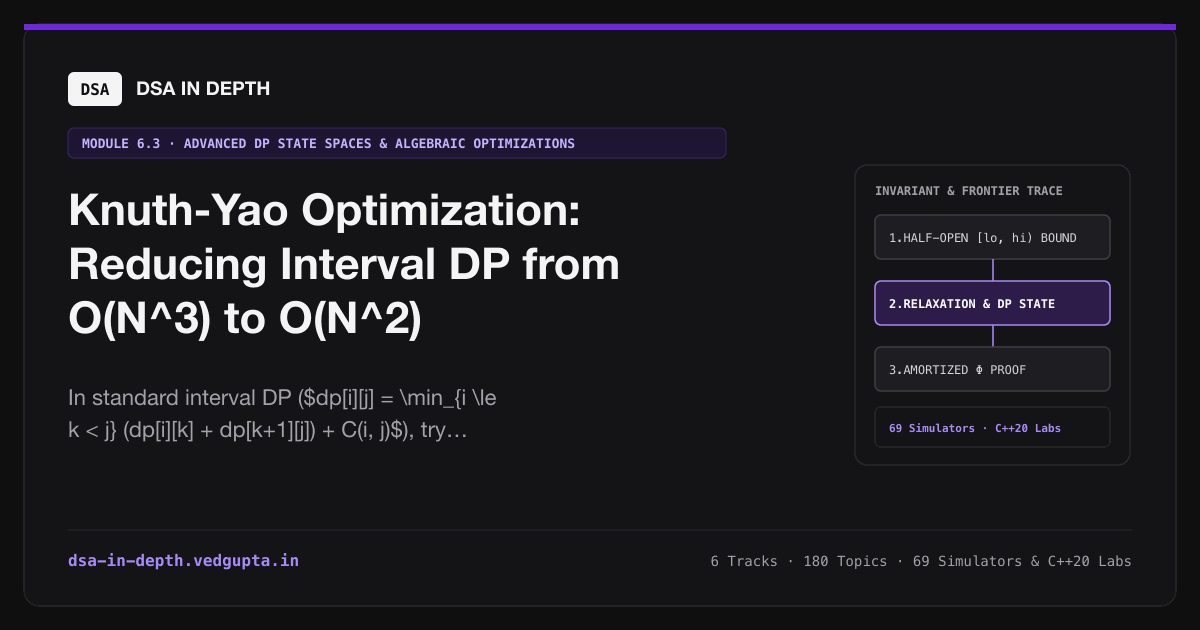 DSA DSA IN DEPTH
MODULE 6.3 · ADVANCED DP STATE SPACES & ALGEBRAIC OPTIMIZATIONS
Knuth-Yao Optimization:
Reducing Interval DP from
O(N^3) to O(N^2)
In standard interval DP ($dp[i][j] = \min_{i \le
k < j} (dp[i][k] + dp[k+1][j]) + C(i, j)$), try…
INVARIANT & FRONTIER TRACE
1.HALF-OPEN [lo, hi) BOUND
2.RELAXATION & DP STATE
3.AMORTIZED Φ PROOF
69 Simulators · C++20 Labs
dsa-in-depth.vedgupta.in
6 Tracks · 180 Topics · 69 Simulators & C++20 Labs